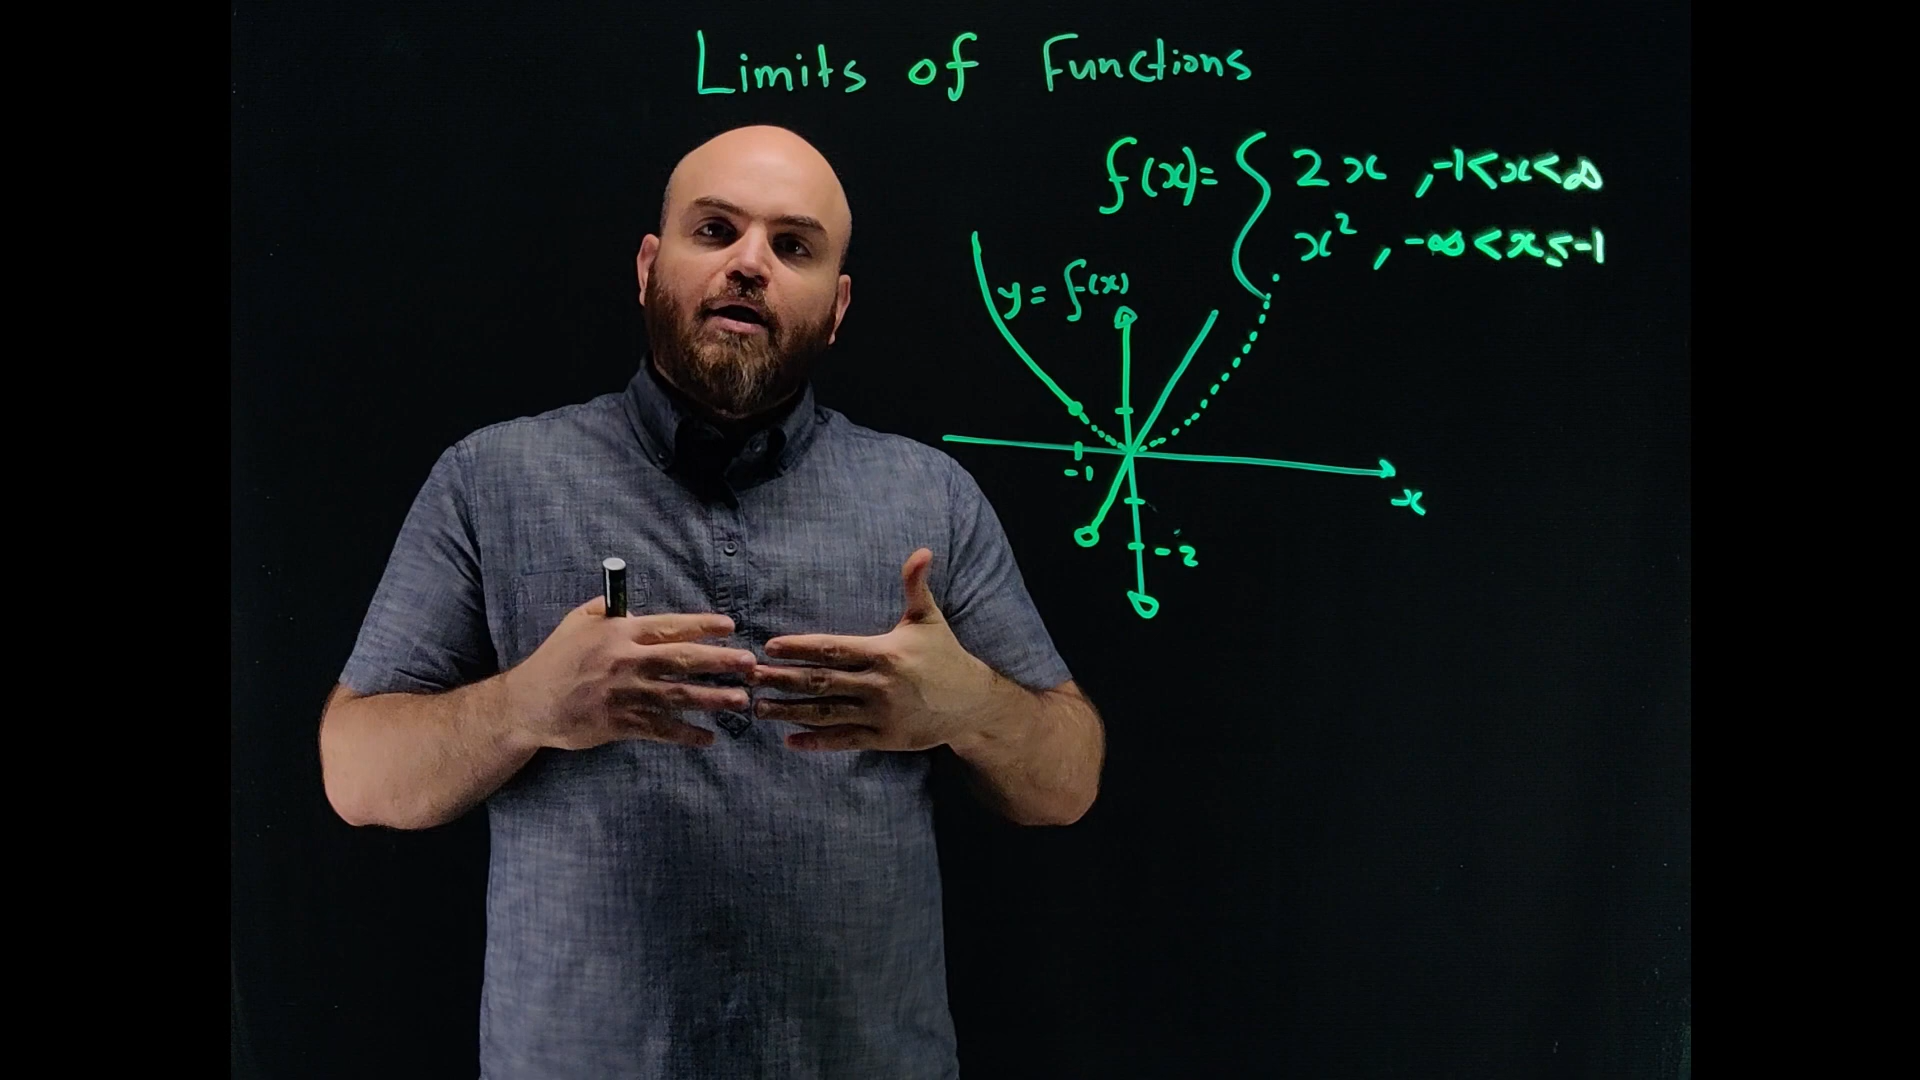 Limits of Functions
f(x)= { 2x , -1<x<∞
x² , -∞<x≤-1
y= f(x)
-1
x
-2